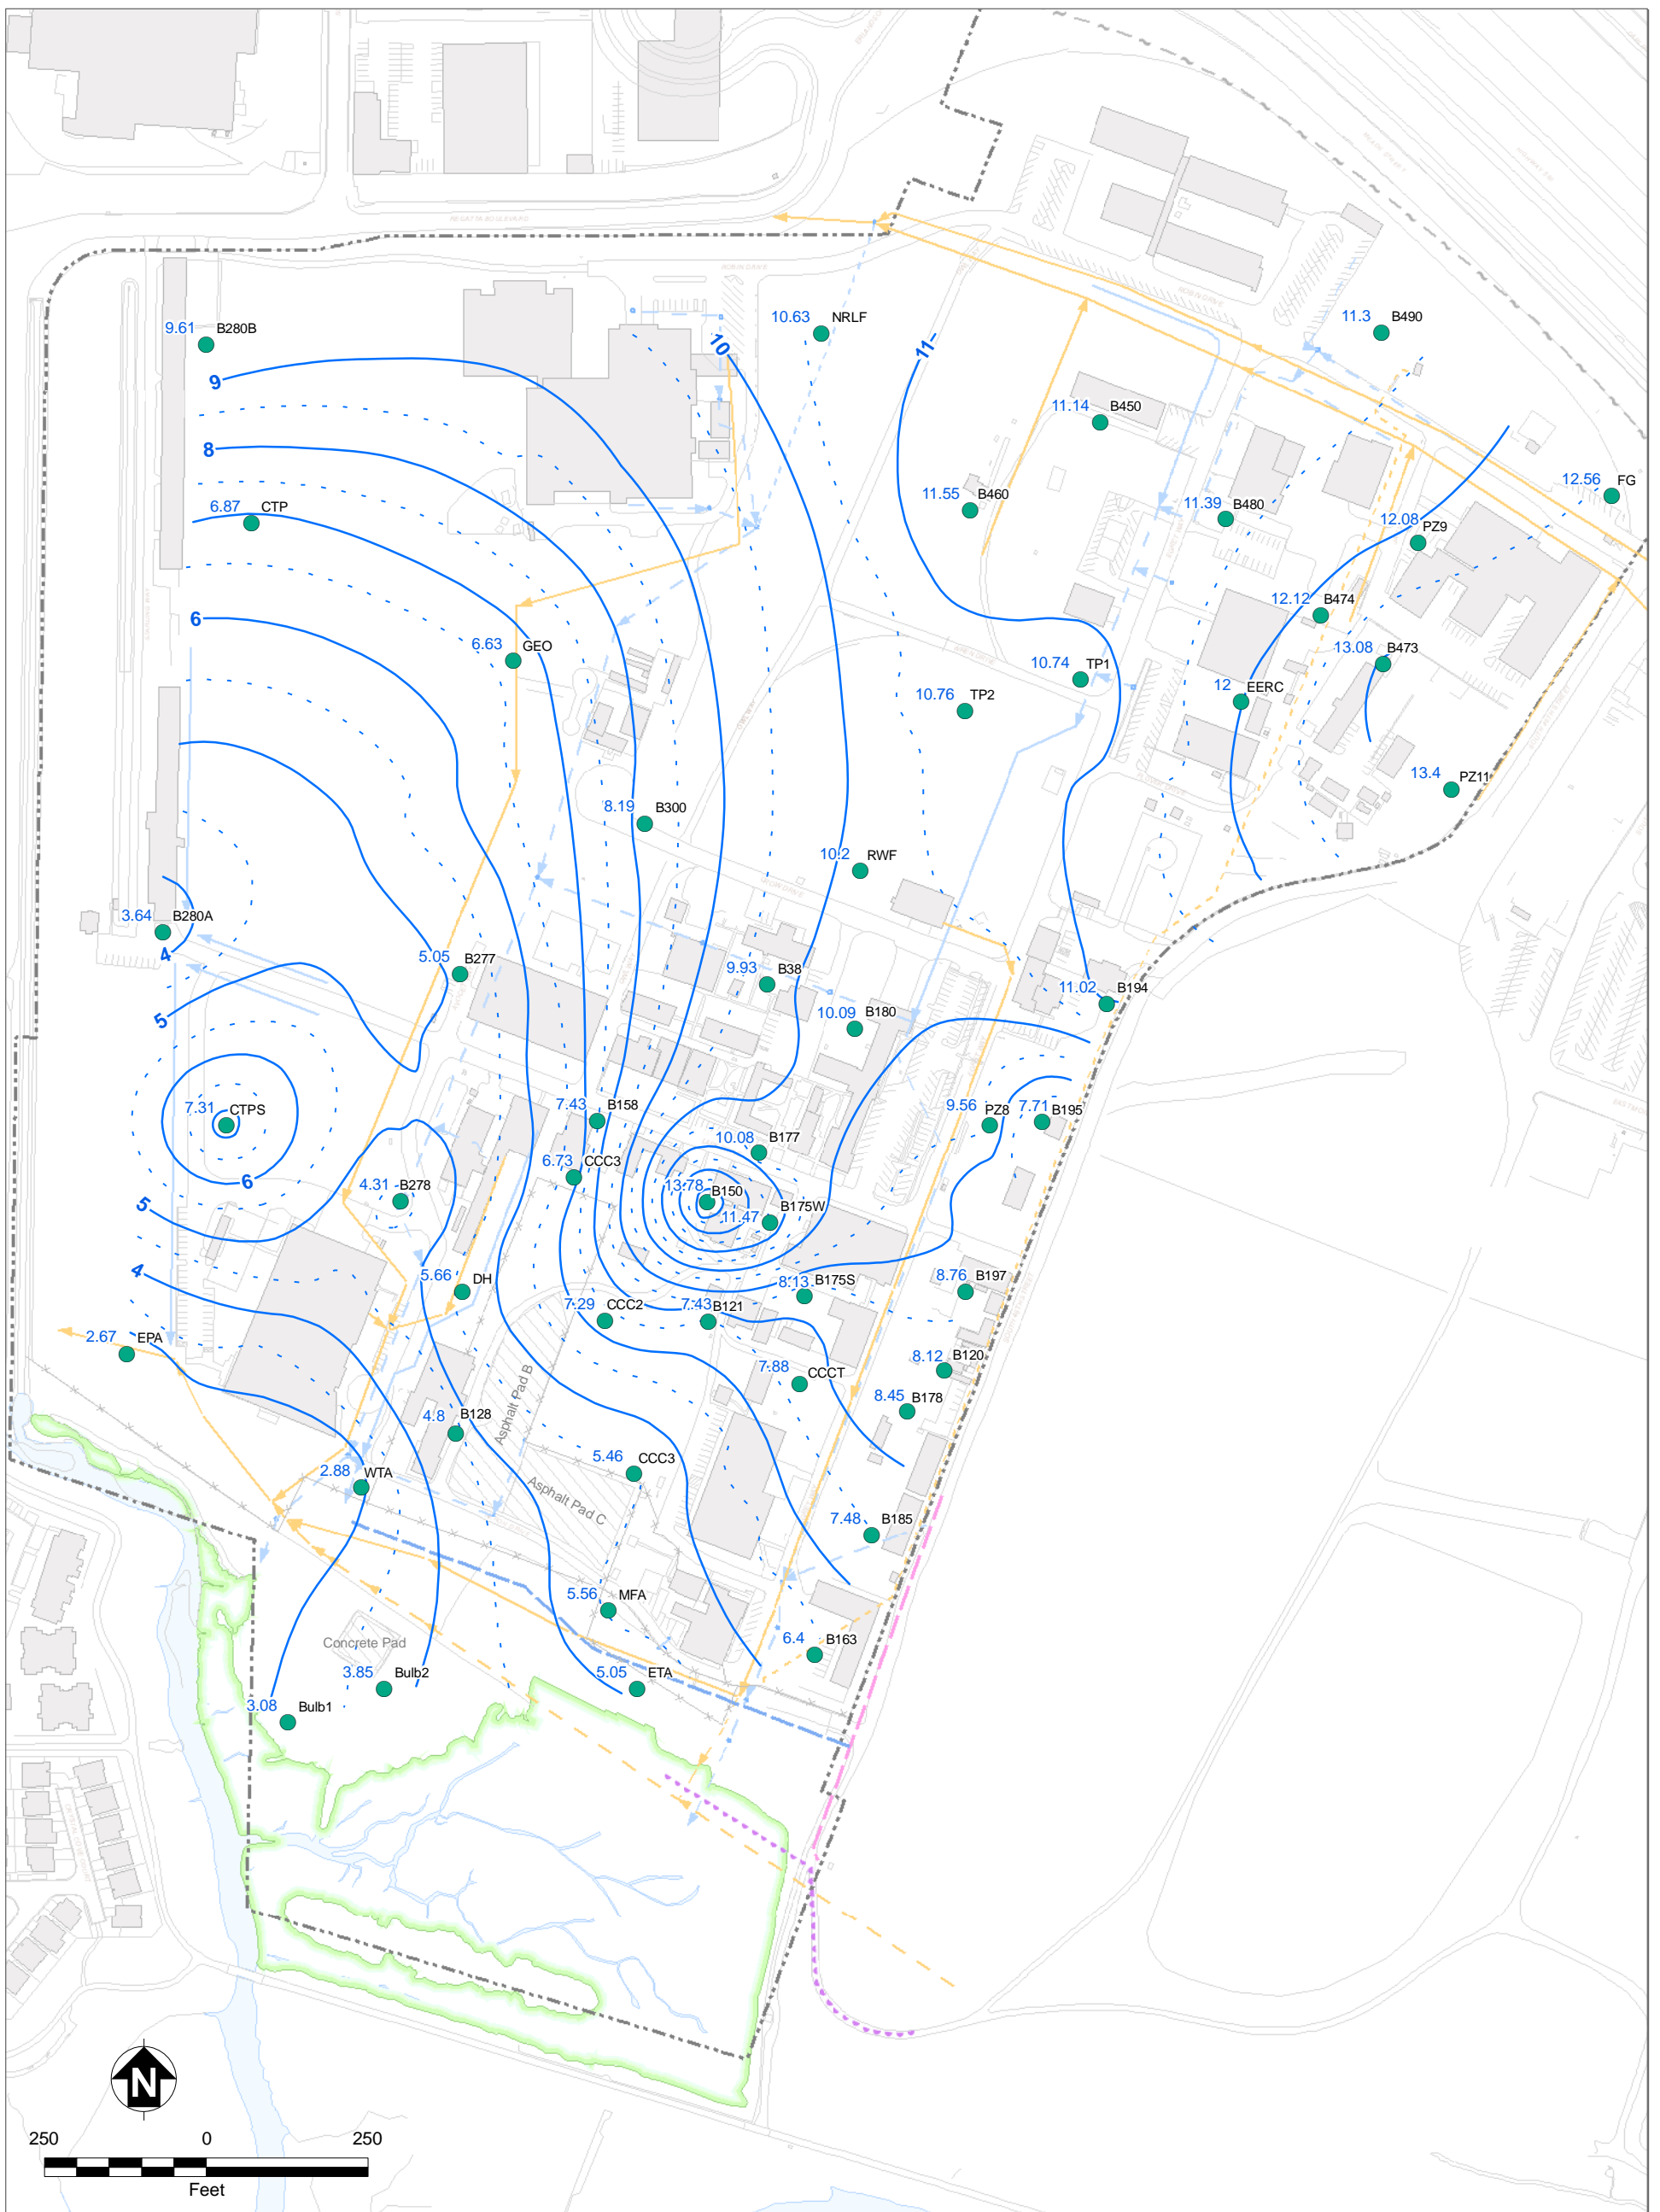 REGATTA BOULEVARD
ROBIN DRIVE
10
10.63 NRLF
11
11.3 B490
9.61 B280B
9
ROBIN DRIVE
11.14 B450
8
12.56 FG
6.87 CTP
11.55 B460
11.39 B480
12.08 PZ9
6
12.12 B474
6.63 GEO
13.08 B473
10.74 TP1
12 EERC
10.76 TP2
13.4 PZ11
8.19 B300
10.2 RWF
3.64 B280A
4
5.05 B277
9.93 B38
11.02 B194
5
10.09 B180
7.31 CTPS
7.43 B158
9.56 PZ8
7.71 B195
10.08 B177
6.73 CCC3
6
4.31 B278
13.78 B150
5
11.47 B175W
4
5.66 DH
8.13 B175S
8.76 B197
7.29 CCC2
7.43 B121
2.67 EPA
8.12 B120
7.88 CCCT
Asphalt Pad B
8.45 B178
4.8 B128
5.46 CCC3
2.88 WTA
Asphalt Pad C
7.48 B185
5.56 MFA
Concrete Pad
6.4 B163
3.85 Bulb2
5.05 ETA
3.08 Bulb1
N
250 0 250
Feet